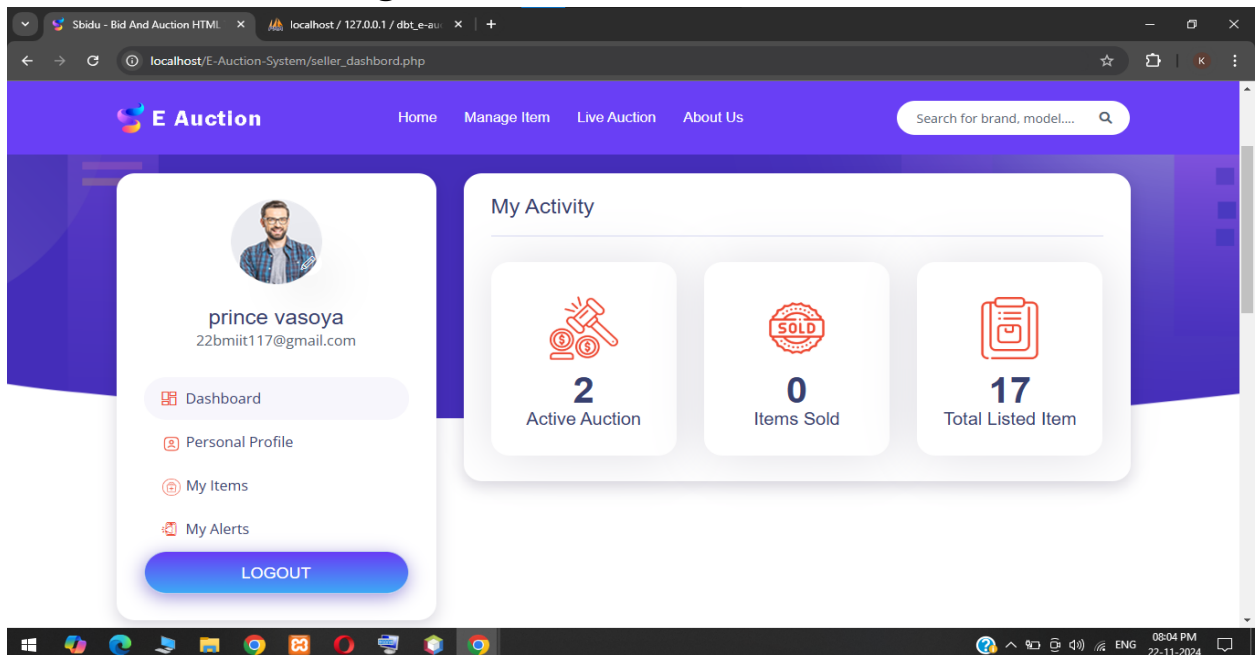 Sbidu - Bid And Auction HTML
localhost / 127.0.0.1 / dbt_e-au
localhost/E-Auction-System/seller_dashbord.php
K
E Auction
Home Manage Item Live Auction About Us
Search for brand, model....
My Activity
prince vasoya
22bmiit117@gmail.com
Dashboard
Personal Profile
My Items
My Alerts
LOGOUT
SOLD
2
Active Auction
0
Items Sold
17
Total Listed Item
ENG
08:04 PM
22-11-2024